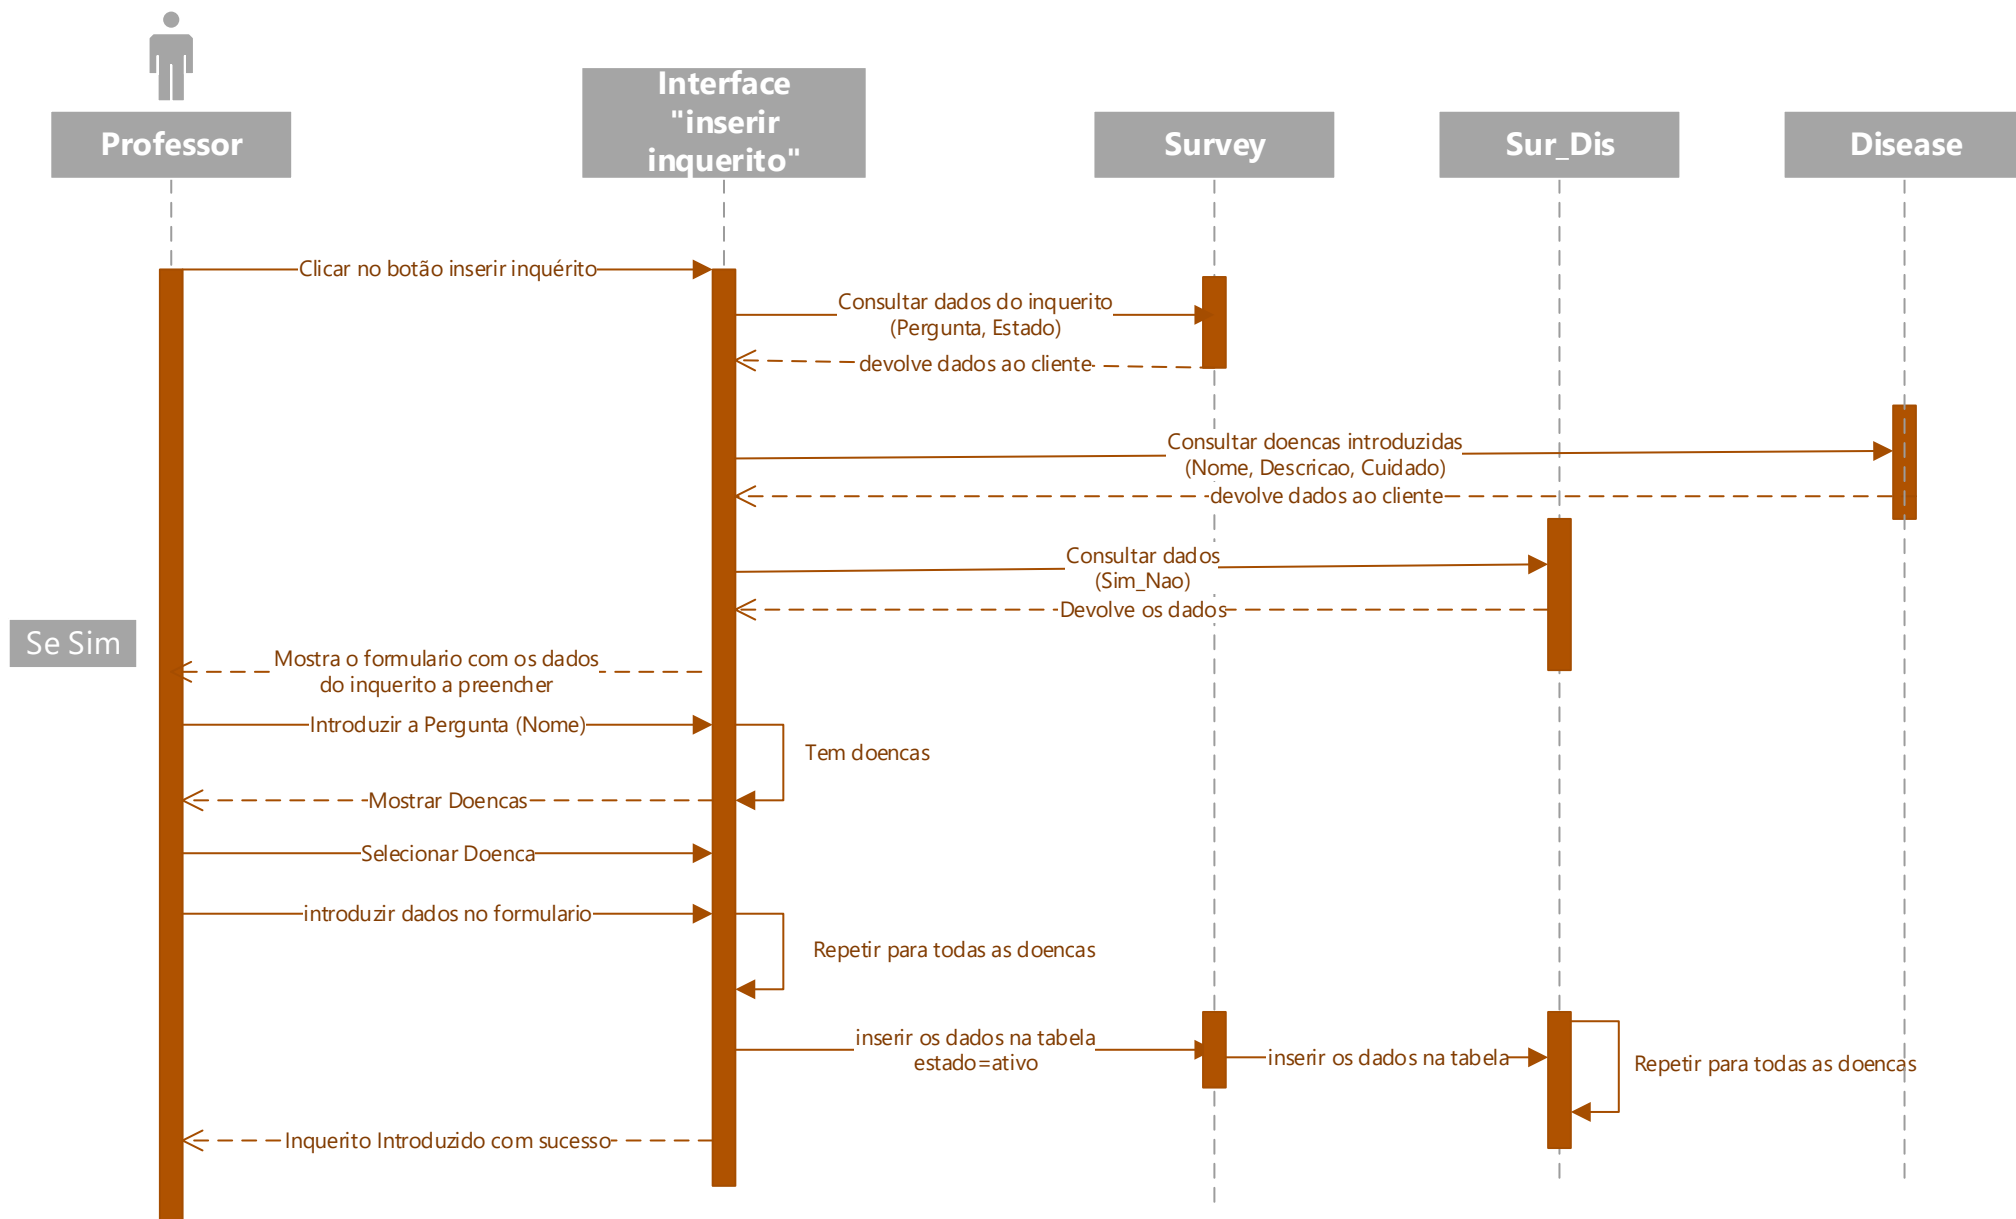 Professor
Interface
"inserir
inquerito"
Survey
Sur_Dis
Disease
Clicar no botão inserir inquérito
Consultar dados do inquerito
(Pergunta, Estado)
devolve dados ao cliente
Consultar doencas introduzidas
(Nome, Descricao, Cuidado)
devolve dados ao cliente
Consultar dados
(Sim_Nao)
Devolve os dados
Se Sim
Mostra o formulario com os dados
do inquerito a preencher
Introduzir a Pergunta (Nome)
Tem doencas
Mostrar Doencas
Selecionar Doenca
introduzir dados no formulario
Repetir para todas as doencas
inserir os dados na tabela
estado=ativo
inserir os dados na tabela
Repetir para todas as doencas
Inquerito Introduzido com sucesso